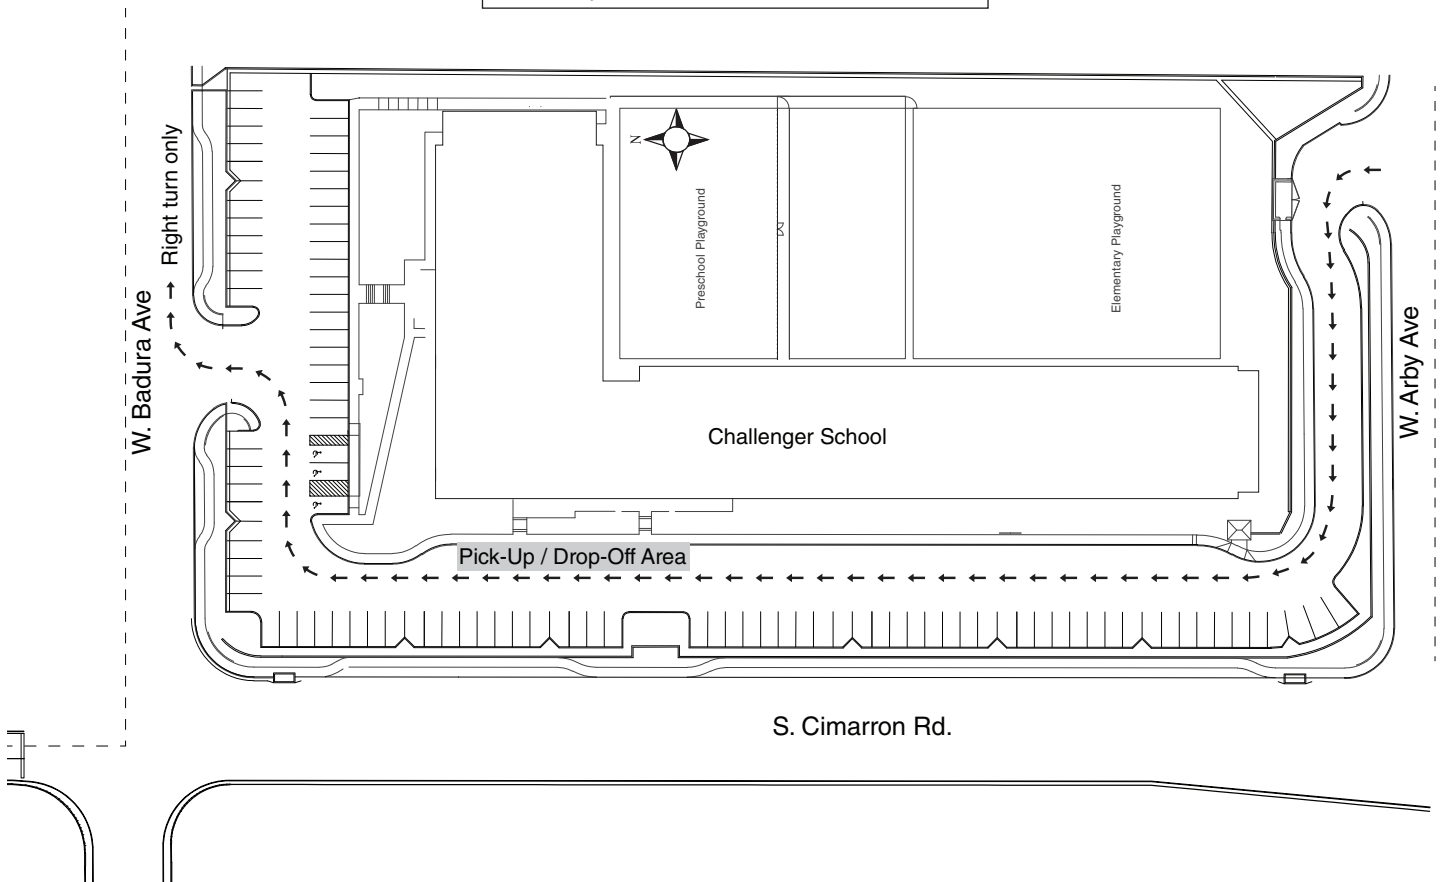 Right turn only
N
Preschool Playground
Elementary Playground
W. Badura Ave
W. Arby Ave
Challenger School
Pick-Up / Drop-Off Area
S. Cimarron Rd.